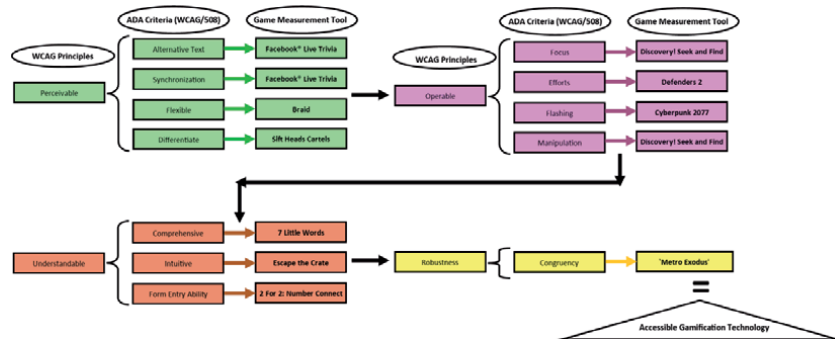 ADA Criteria (WCAG/508)
Game Measurement Tool
WCAG Principles
Alternative Text
Facebook® Live Trivia
Synchronization
Facebook® Live Trivia
Perceivable
Flexible
Braid
Differentiate
Sift Heads Cartels
ADA Criteria (WCAG/508)
Game Measurement Tool
WCAG Principles
Focus
Discovery! Seek and Find
Efforts
Defenders 2
Operable
Flashing
Cyberpunk 2077
Manipulation
Discovery! Seek and Find
Comprehensive
7 Little Words
Understandable
Intuitive
Escape the Crate
Form Entry Ability
2 For 2: Number Connect
Robustness
Congruency
'Metro Exodus'
=
Accessible Gamification Technology